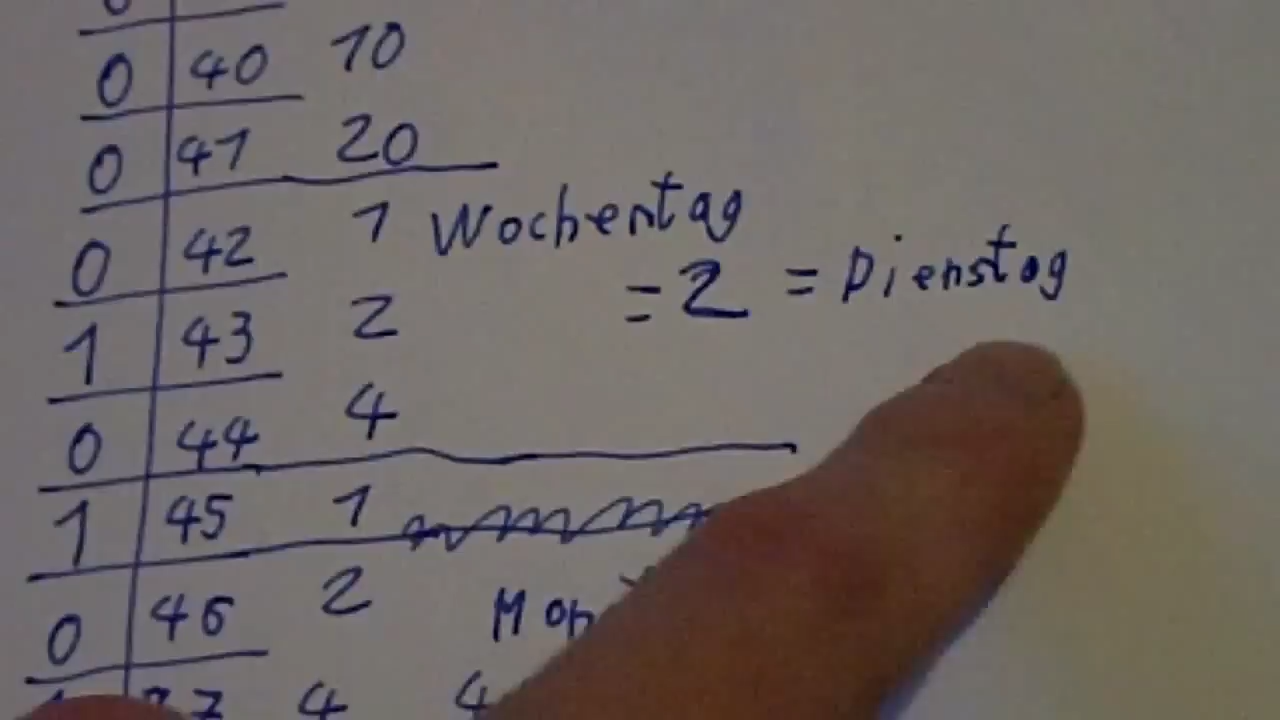 0 40 10
0 41 20
0 42 1 Wochentag
= 2 = Dienstag
1 43 2
0 44 4
1 45 1
0 46 2
4 4